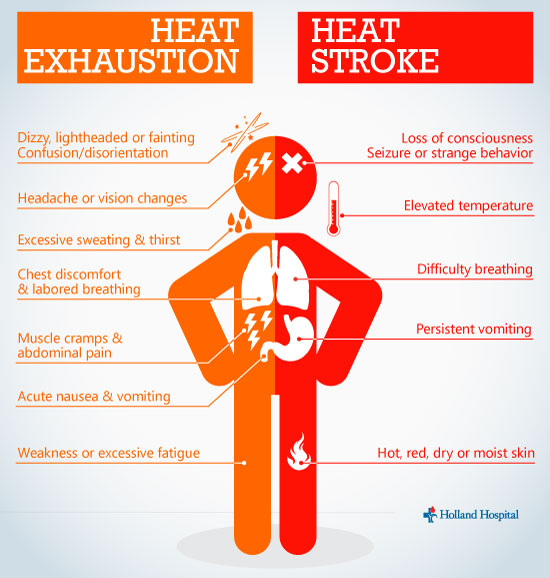 HEAT
EXHAUSTION
HEAT
STROKE
Dizzy, lightheaded or fainting
Confusion/disorientation
Headache or vision changes
Excessive sweating & thirst
Chest discomfort
& labored breathing
Muscle cramps &
abdominal pain
Acute nausea & vomiting
Weakness or excessive fatigue
Loss of consciousness
Seizure or strange behavior
Elevated temperature
Difficulty breathing
Persistent vomiting
Hot, red, dry or moist skin
Holland Hospital